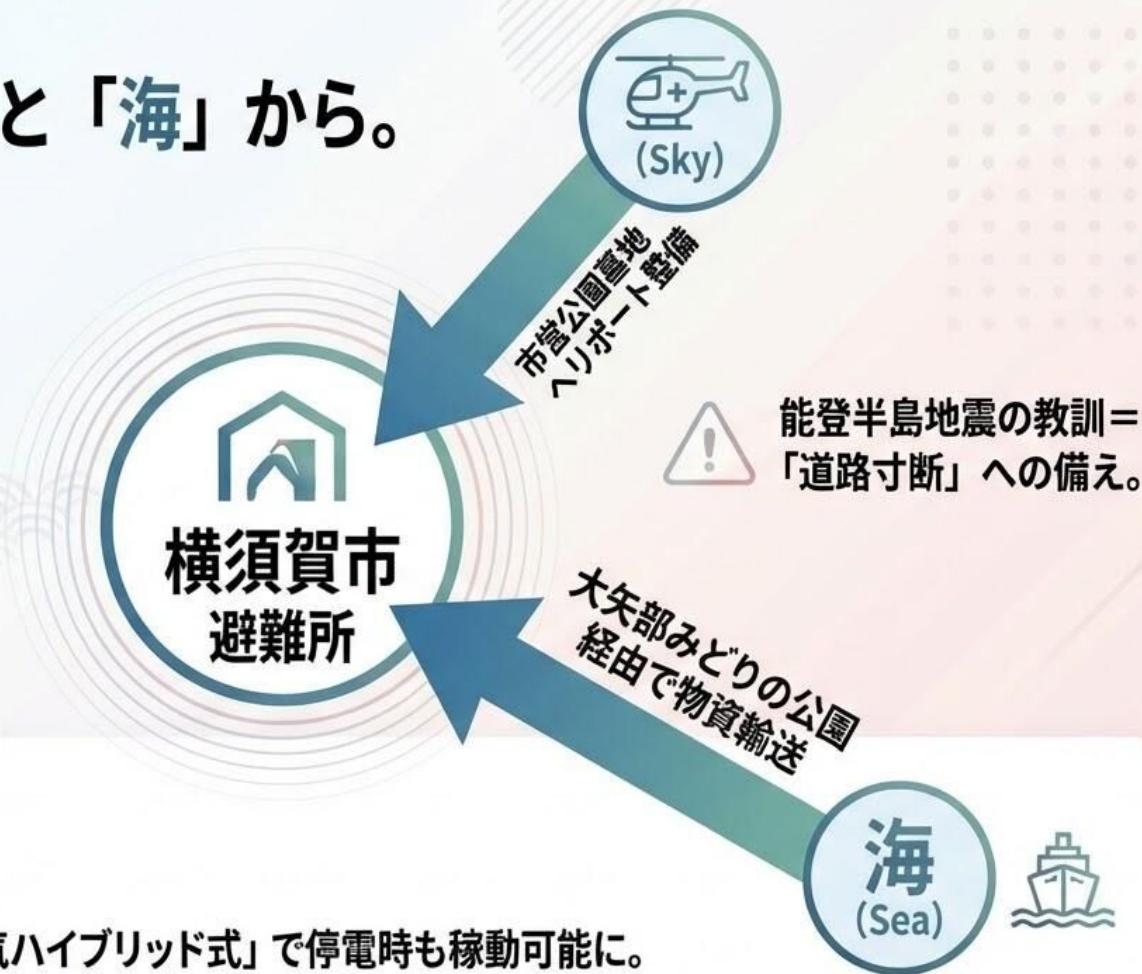 と「海」から。
(Sky)
市営公園墓地
ヘリポート整備
能登半島地震の教訓＝
「道路寸断」への備え。
横須賀市
避難所
大矢部みどりの公園
経由で物資輸送
海
(Sea)
ハイブリッド式」で停電時も稼動可能に。